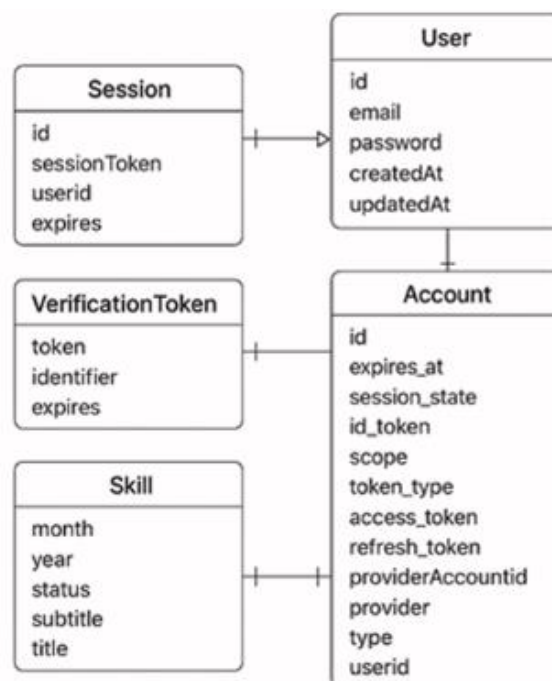 Session
id
sessionToken
userid
expires
User
id
email
password
createdAt
updatedAt
VerificationToken
token
identifier
expires
Account
id
expires_at
session_state
id_token
scope
token_type
access_token
refresh_token
providerAccountid
provider
type
userid
Skill
month
year
status
subtitle
title